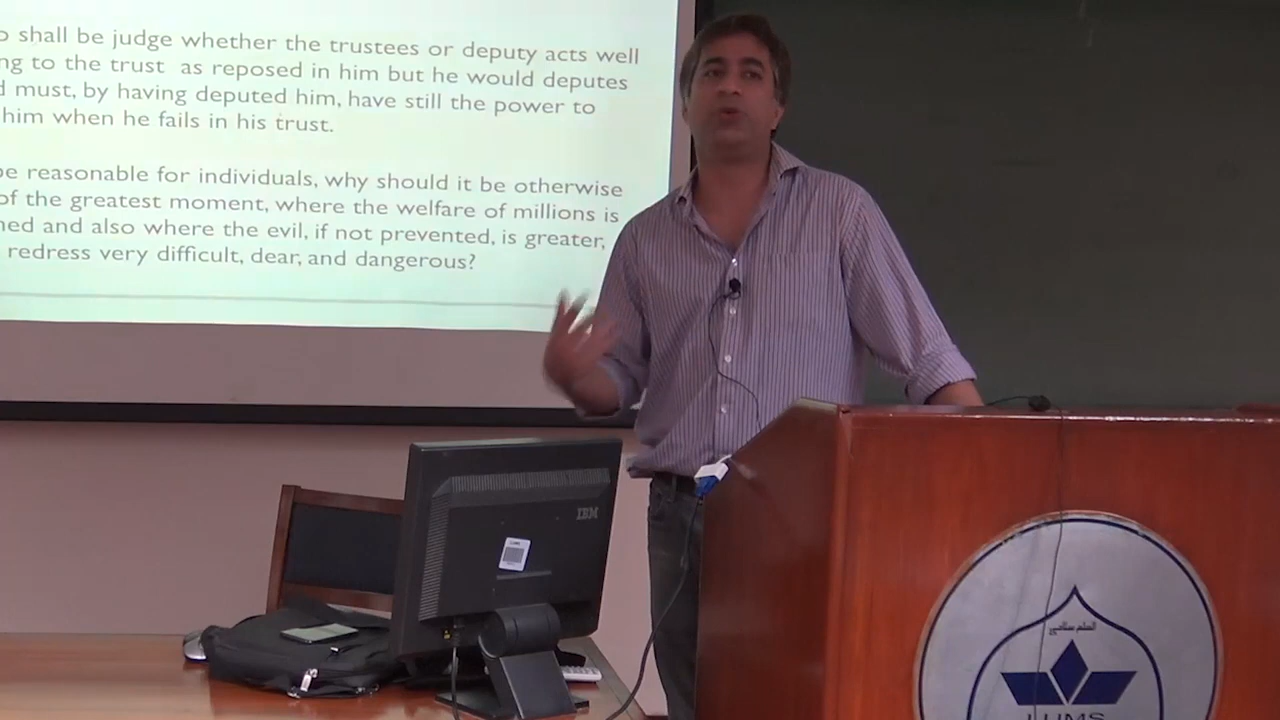 shall be judge whether the trustees or deputy acts well
to the trust as reposed in him but he would deputes
must, by having deputed him, have still the power to
him when he fails in his trust.
be reasonable for individuals, why should it be otherwise
of the greatest moment, where the welfare of millions is
and also where the evil, if not prevented, is greater,
redress very difficult, dear, and dangerous?
IBM
LUMS